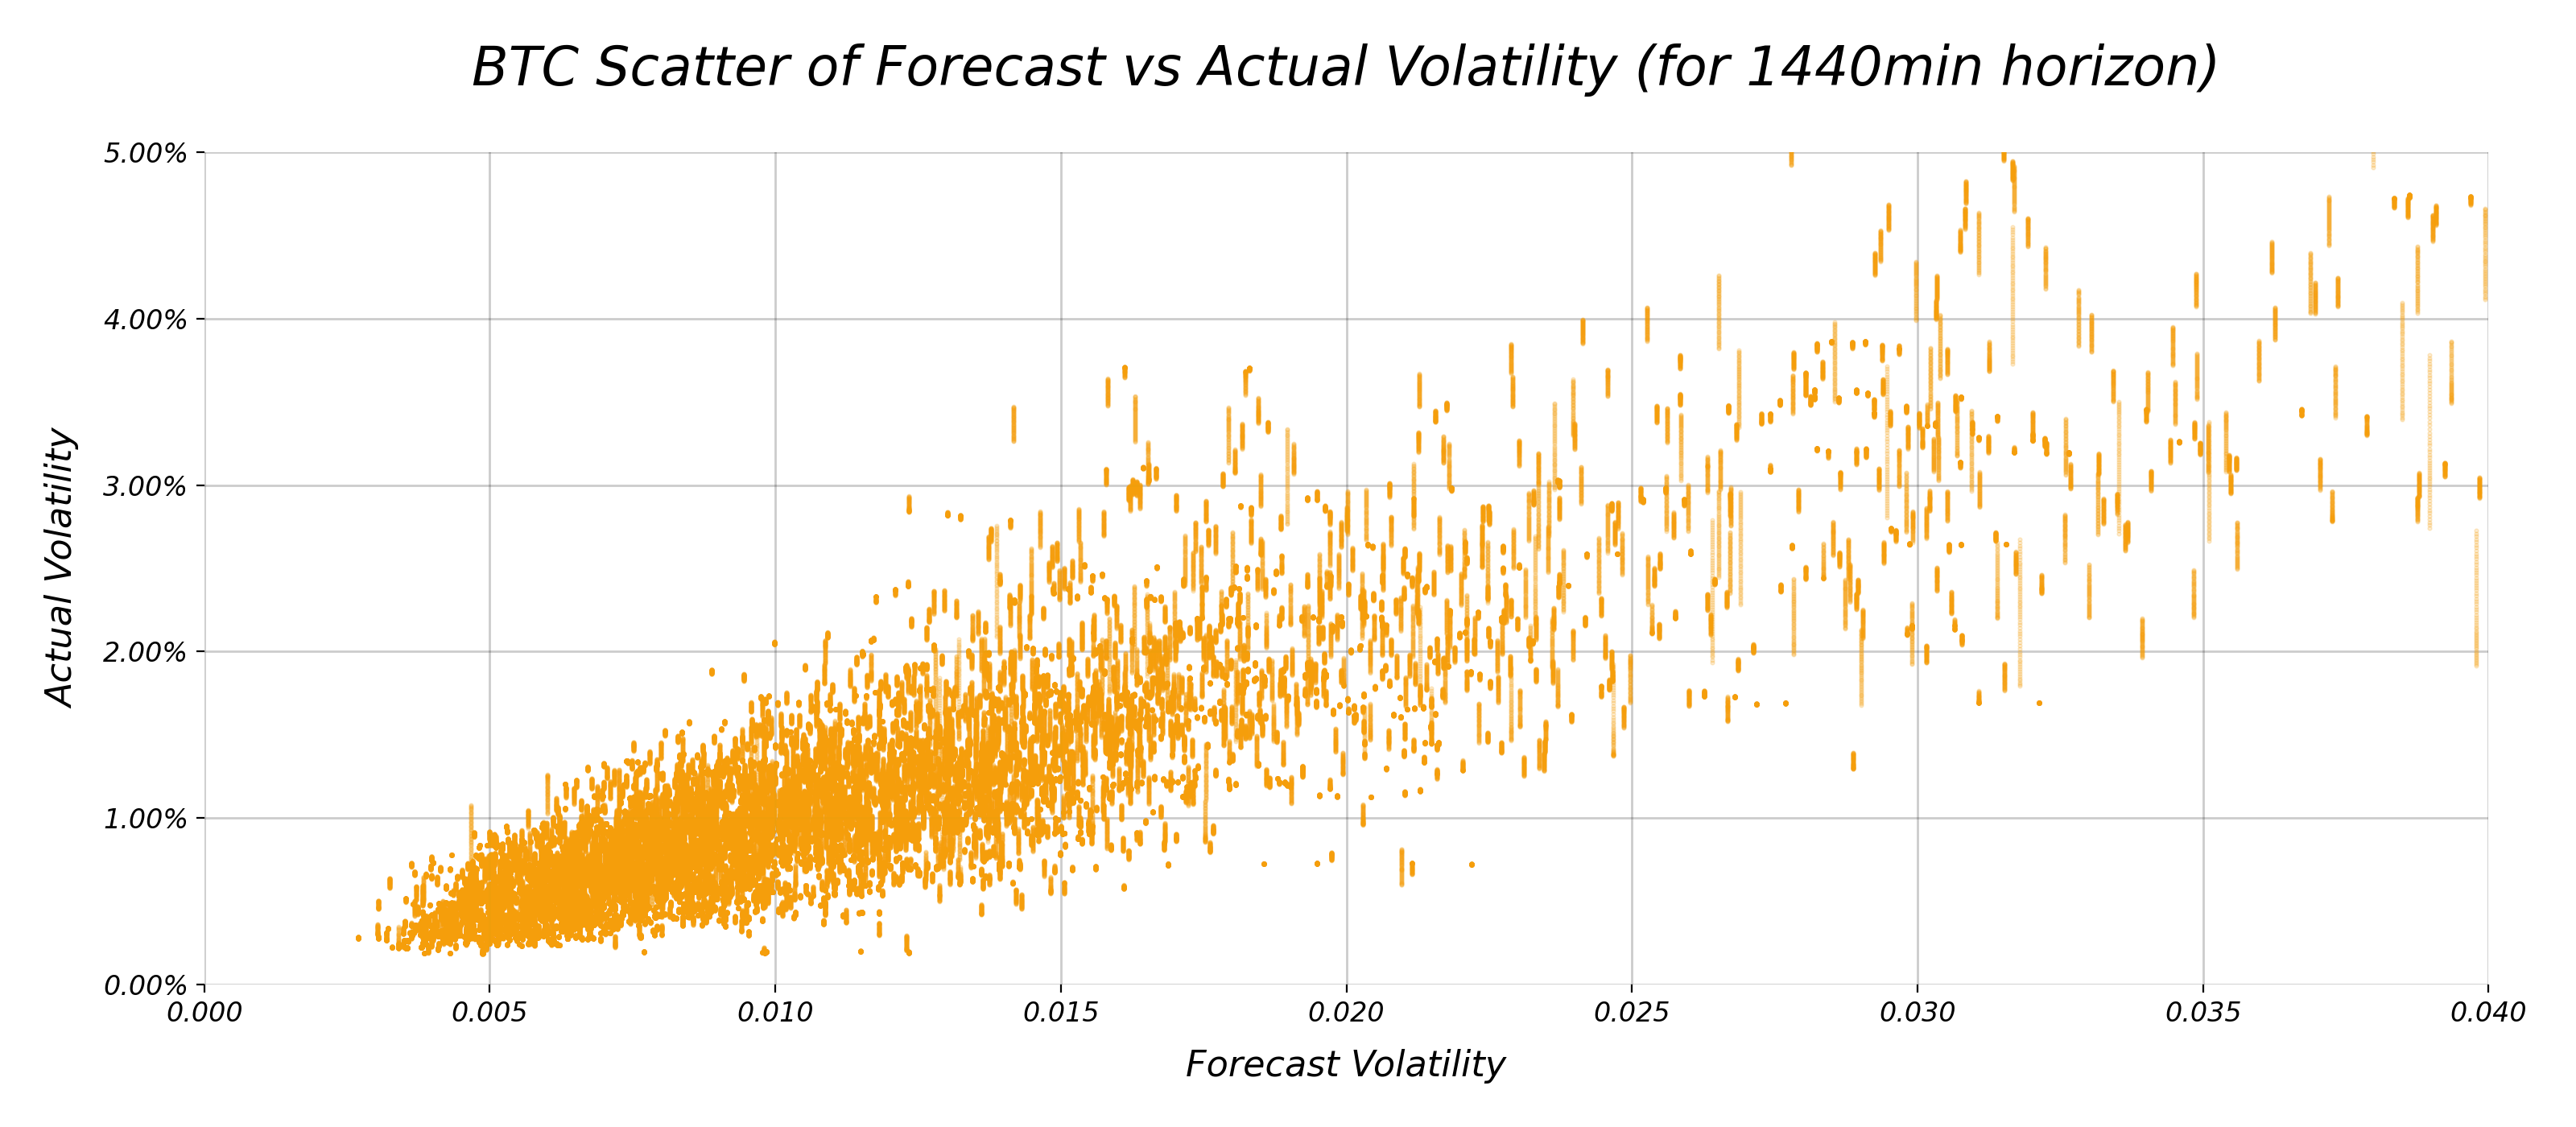 BTC Scatter of Forecast vs Actual Volatility (for 1440min horizon)
5.00%
4.00%
3.00%
2.00%
1.00%
0.00%
Actual Volatility
0.000 0.005 0.010 0.015 0.020 0.025 0.030 0.035 0.040
Forecast Volatility